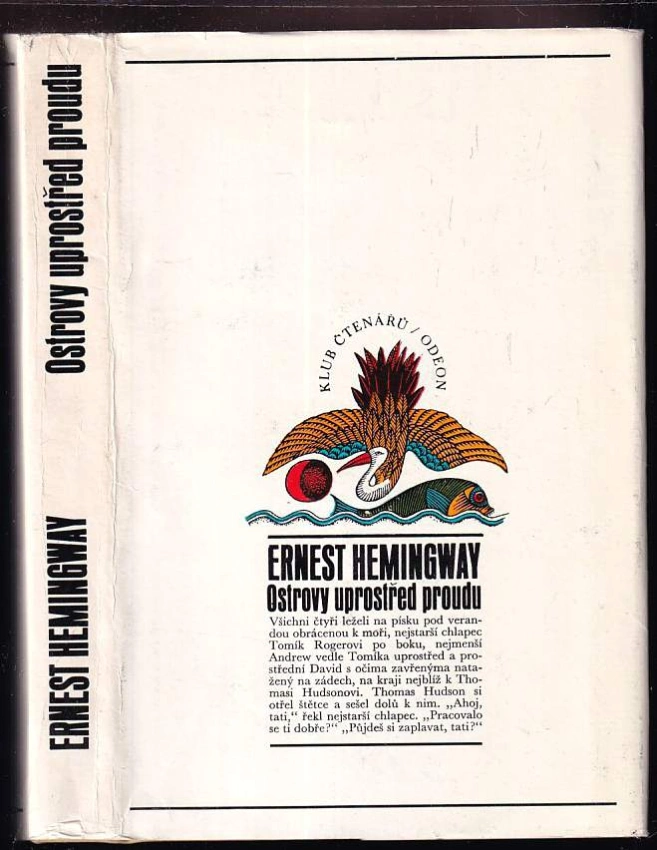 Ostrovy uprostřed proudu
ERNEST HEMINGWAY
KLUB ČTENÁŘŮ / ODEON
ERNEST HEMINGWAY
Ostrovy uprostřed proudu
Všichni čtyři leželi na písku pod veran-
dou obrácenou k moři, nejstarší chlapec
Tomík Rogerovi po boku, nejmenší
Andrew vedle Tomíka uprostřed a pro-
střední David s očima zavřenýma nata-
žený na zádech, na kraji nejblíž k Tho-
masi Hudsonovi. Thomas Hudson si
otřel štětce a sešel dolů k nim. „Ahoj,
tati,“ řekl nejstarší chlapec. „Pracovalo
se ti dobře?“ „Půjdeš si zaplavat, tati?“